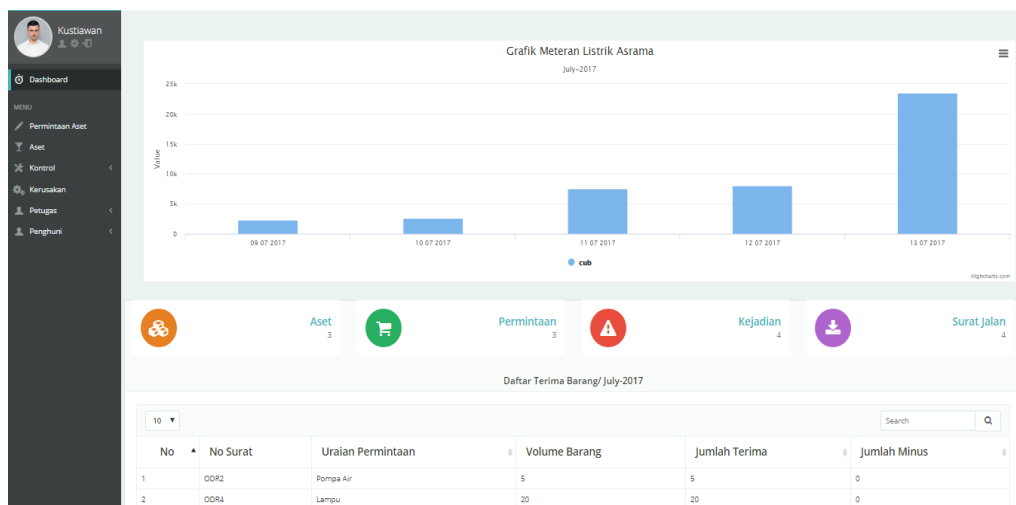 Kustiawan
Dashboard
MENU
Permintaan Aset
Aset
Kontrol
Kerusakan
Petugas
Penghuni
Grafik Meteran Listrik Asrama
July-2017
Value
25k
20k
15k
10k
5k
0
09 07 2017 10 07 2017 11 07 2017 12 07 2017 13 07 2017
cub
Highcharts.com
Aset
3
Permintaan
3
Kejadian
4
Surat Jalan
4
Daftar Terima Barang/ July-2017
10
Search
No No Surat Uraian Permintaan Volume Barang Jumlah Terima Jumlah Minus
1 ODR2 Pompa Air 5 5 0
2 ODR4 Lampu 20 20 0